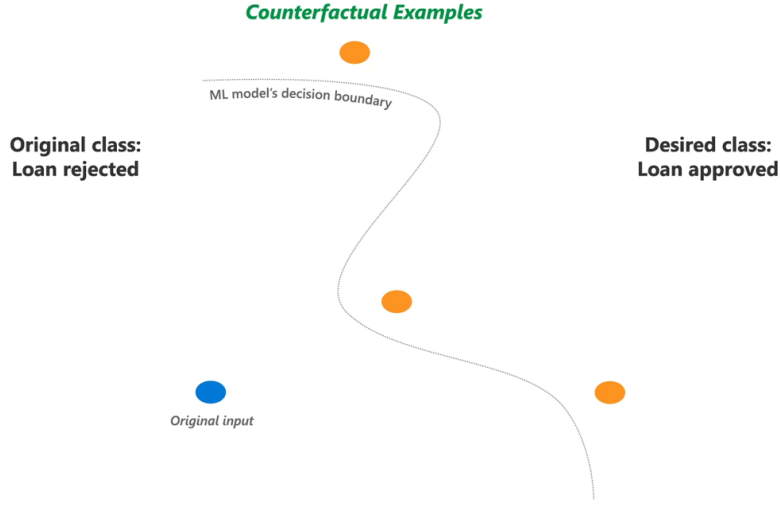 Counterfactual Examples
ML model's decision boundary
Original class:
Loan rejected
Desired class:
Loan approved
Original input